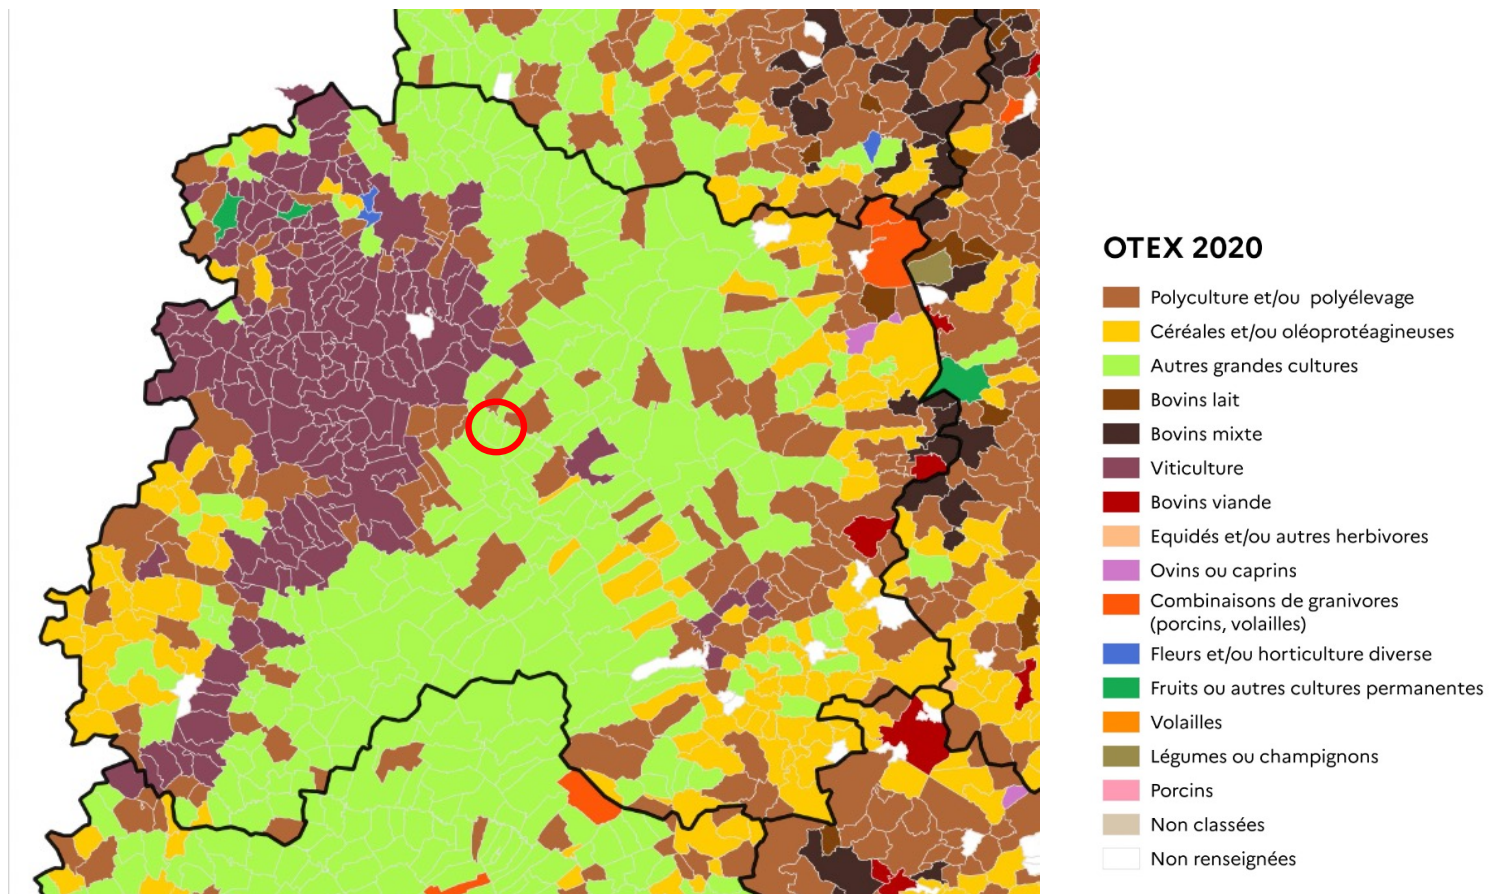 OTEX 2020
Polyculture et/ou polyélevage
Céréales et/ou oléoprotéagineuses
Autres grandes cultures
Bovins lait
Bovins mixte
Viticulture
Bovins viande
Equidés et/ou autres herbivores
Ovins ou caprins
Combinaisons de granivores
(porcins, volailles)
Fleurs et/ou horticulture diverse
Fruits ou autres cultures permanentes
Volailles
Légumes ou champignons
Porcins
Non classées
Non renseignées